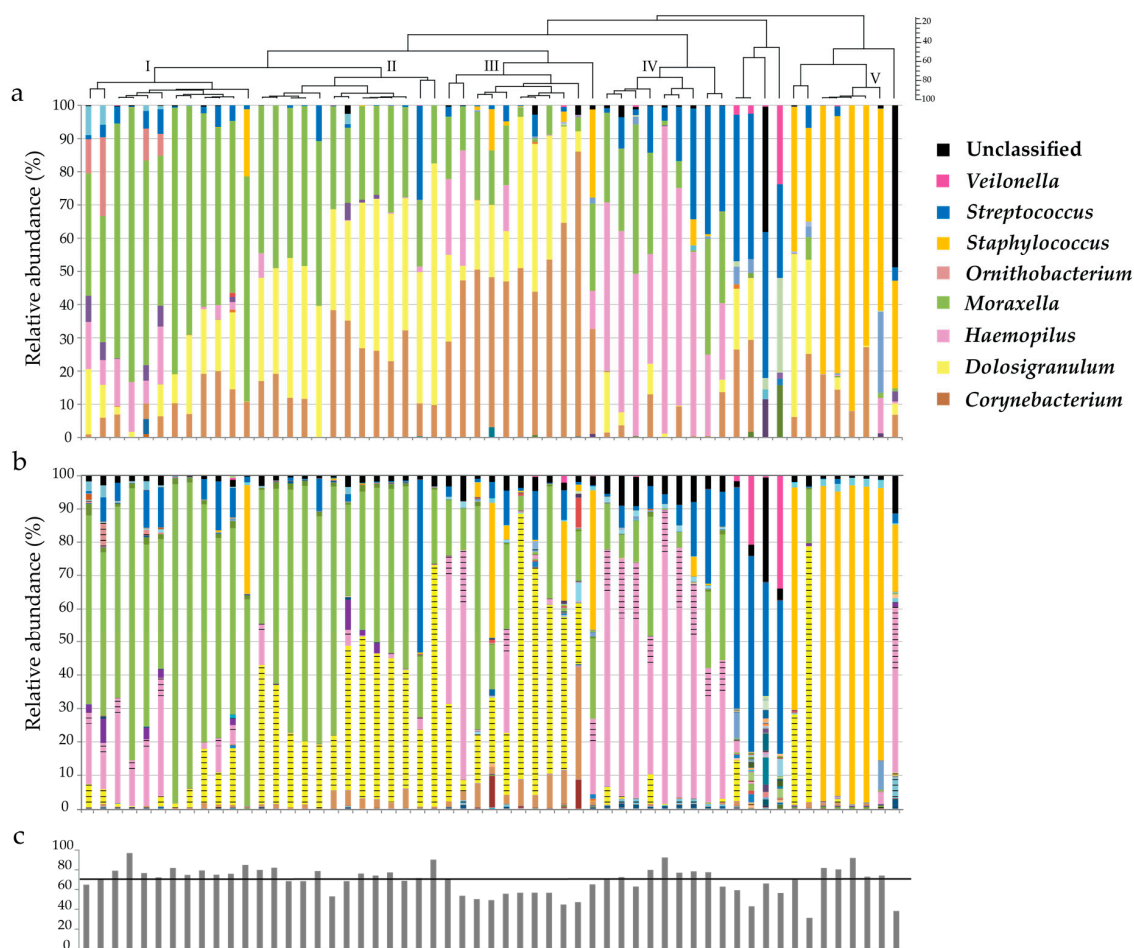 20
40
60
80
100
I
II
III
IV
V
a
Relative abundance (%)
100
90
80
70
60
50
40
30
20
10
0
Unclassified
Veilonella
Streptococcus
Staphylococcus
Ornithobacterium
Moraxella
Haemopilus
Dolosigranulum
Corynebacterium
b
Relative abundance (%)
100
90
80
70
60
50
40
30
20
10
0
c
100
80
60
40
20
0